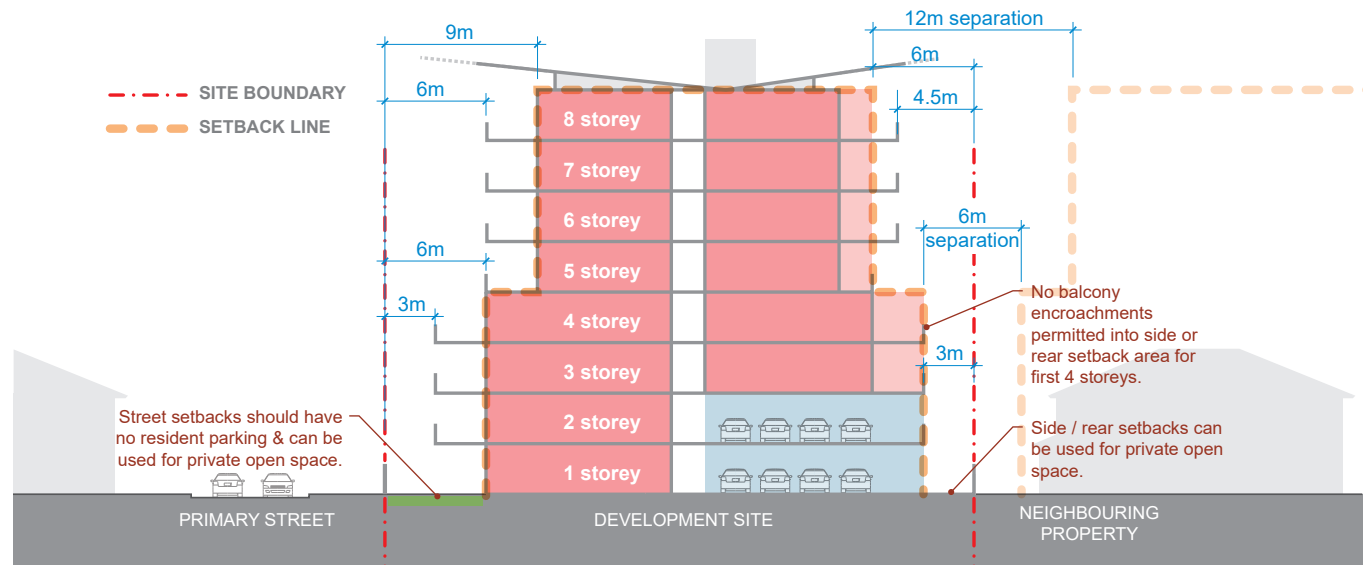 12m separation
9m
6m
SITE BOUNDARY
6m
4.5m
SETBACK LINE
8 storey
7 storey
6 storey
6m
separation
6m
5 storey
3m
4 storey
No balcony
encroachments
permitted into side or
rear setback area for
first 4 storeys.
3m
3 storey
Street setbacks should have
no resident parking & can be
used for private open space.
2 storey
Side / rear setbacks can
be used for private open
space.
1 storey
PRIMARY STREET
DEVELOPMENT SITE
NEIGHBOURING
PROPERTY